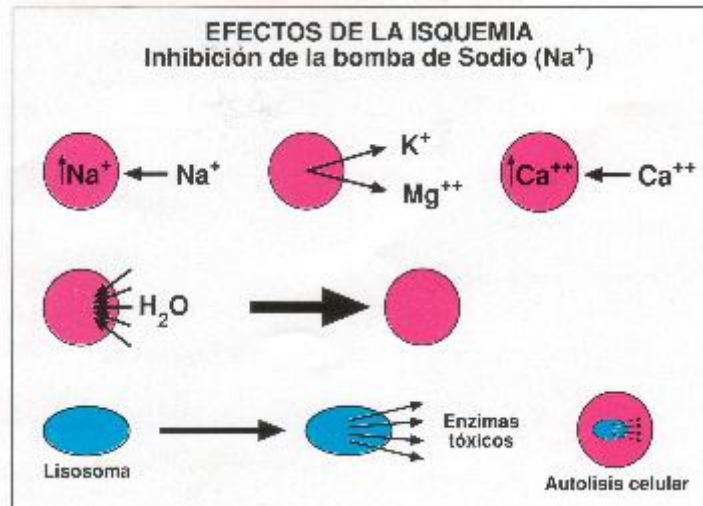 EFECTOS DE LA ISQUEMIA
Inhibición de la bomba de Sodio (Na⁺)
↑Na⁺ ← Na⁺
K⁺
Mg⁺⁺
↑Ca⁺⁺ ← Ca⁺⁺
H₂O
Lisosoma
Enzimas
tóxicos
Autolisis celular